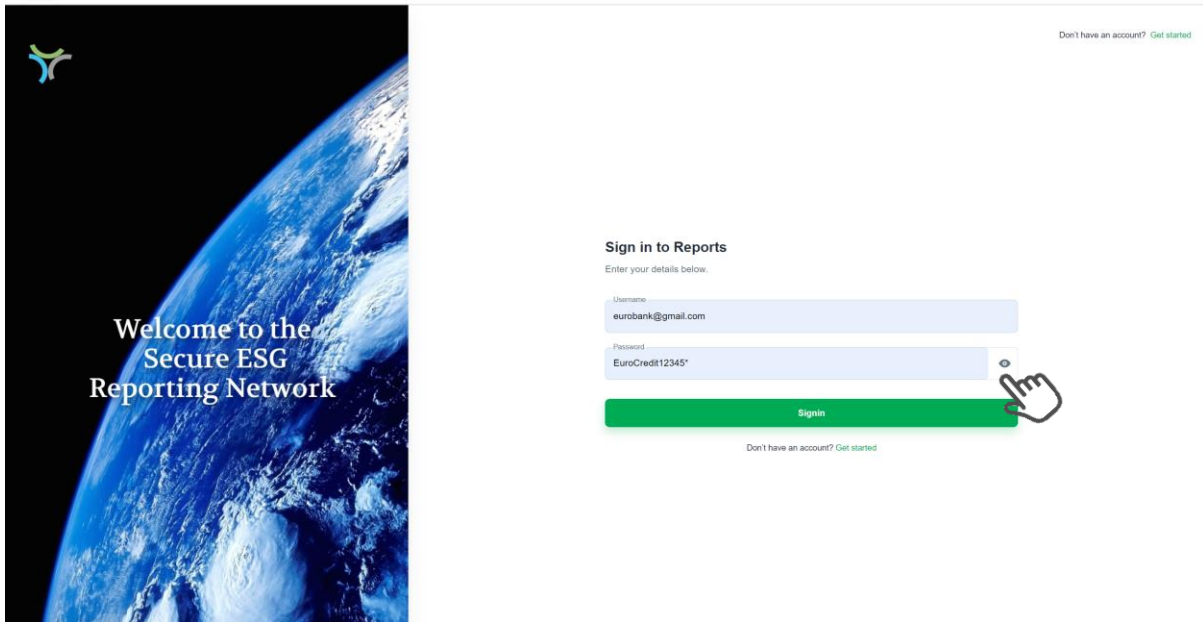 Don't have an account? Get started
Welcome to the
Secure ESG
Reporting Network
Sign in to Reports
Enter your details below.
Username
eurobank@gmail.com
Password
EuroCredit12345*
Signin
Don't have an account? Get started